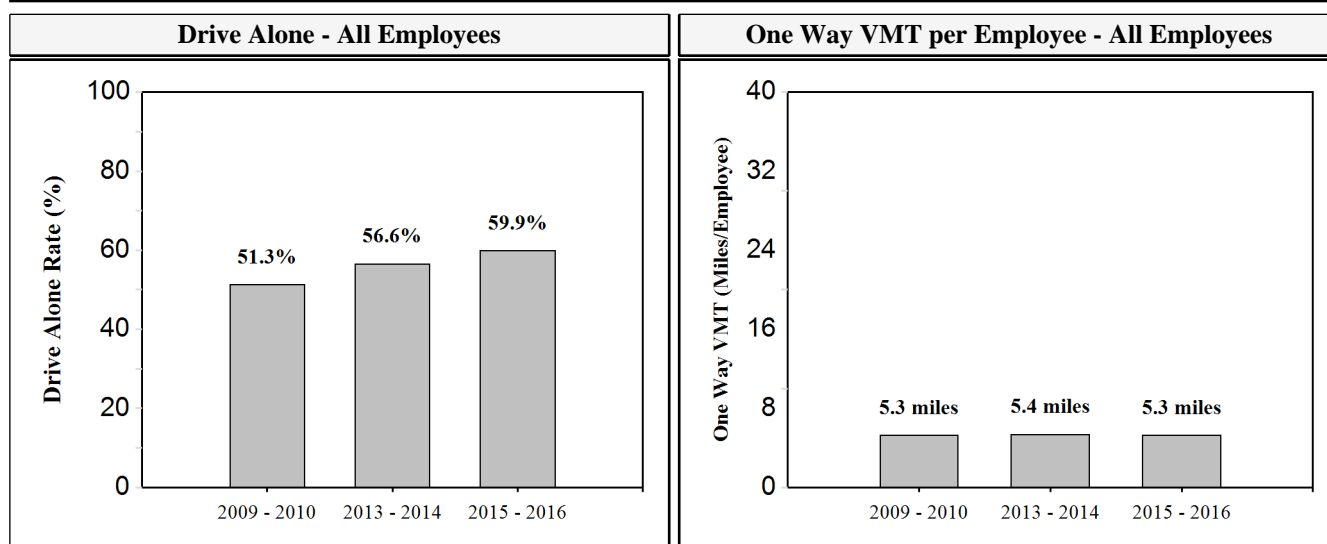 Drive Alone - All Employees
Drive Alone Rate (%)
100
80
60
40
20
0
51.3%
56.6%
59.9%
2009 - 2010
2013 - 2014
2015 - 2016
One Way VMT per Employee - All Employees
One Way VMT (Miles/Employee)
40
32
24
16
8
0
5.3 miles
5.4 miles
5.3 miles
2009 - 2010
2013 - 2014
2015 - 2016